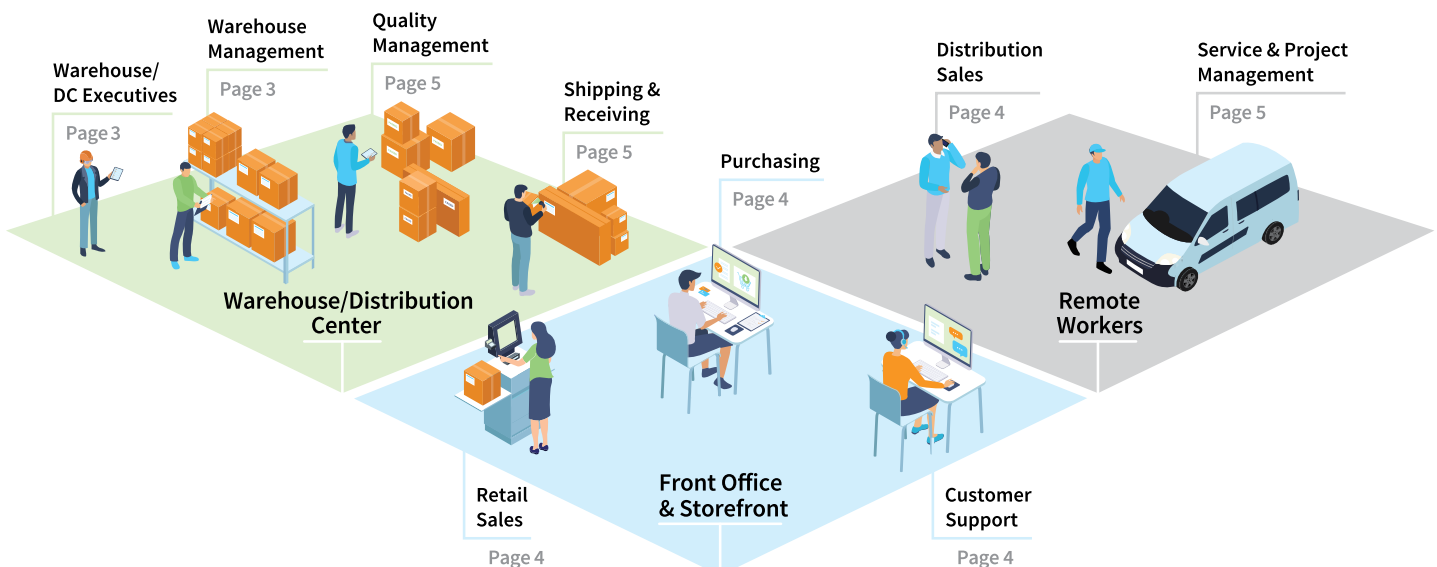 Warehouse/
DC Executives
Page 3
Warehouse
Management
Page 3
Quality
Management
Page 5
Shipping &
Receiving
Page 5
Purchasing
Page 4
Distribution
Sales
Page 4
Service & Project
Management
Page 5
Warehouse/Distribution
Center
Remote
Workers
Retail
Sales
Page 4
Front Office
& Storefront
Customer
Support
Page 4